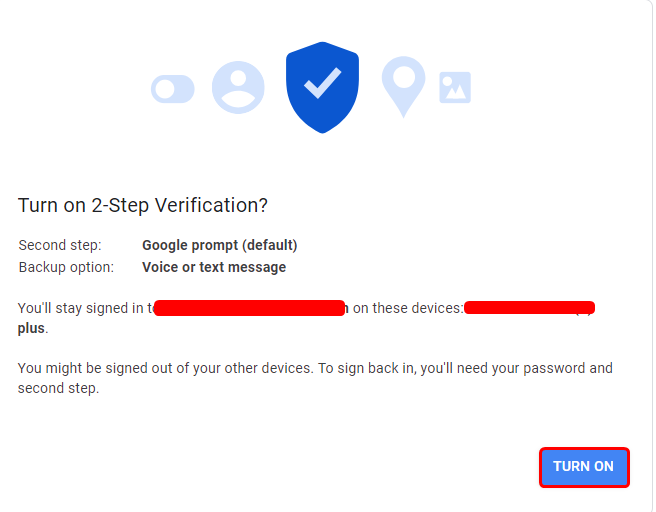 Turn on 2-Step Verification?
Second step: Google prompt (default)
Backup option: Voice or text message
You'll stay signed in on these devices:
plus.
You might be signed out of your other devices. To sign back in, you'll need your password and
second step.
TURN ON